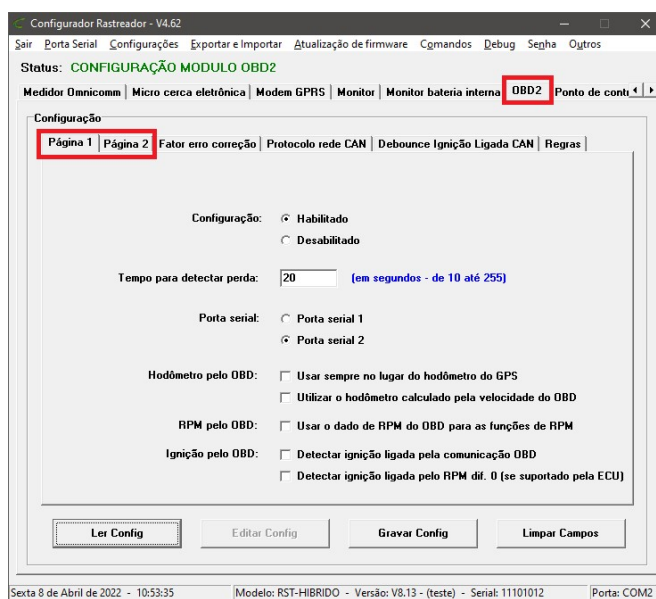 Configurador Rastreador - V4.62
Sair Porta Serial Configurações Exportar e Importar Atualização de firmware Comandos Debug Senha Outros
Status: CONFIGURAÇÃO MODULO OBD2
Medidor Omnicomm Micro cerca eletrônica Modem GPRS Monitor Monitor bateria interna OBD2 Ponto de cont
Configuração
Página 1 Página 2 Fator erro correção Protocolo rede CAN Debounce Ignição Ligada CAN Regras
Configuração: Habilitado
Desabilitado
Tempo para detectar perda: 20 (em segundos - de 10 até 255)
Porta serial: Porta serial 1
Porta serial 2
Hodômetro pelo OBD: Usar sempre no lugar do hodômetro do GPS
Utilizar o hodômetro calculado pela velocidade do OBD
RPM pelo OBD: Usar o dado de RPM do OBD para as funções de RPM
Ignição pelo OBD: Detectar ignição ligada pela comunicação OBD
Detectar ignição ligada pelo RPM dif. 0 (se suportado pela ECU)
Ler Config Editar Config Gravar Config Limpar Campos
Sexta 8 de Abril de 2022 - 10:53:35 Modelo: RST-HIBRIDO - Versão: V8.13 - (teste) - Serial: 11101012 Porta: COM2